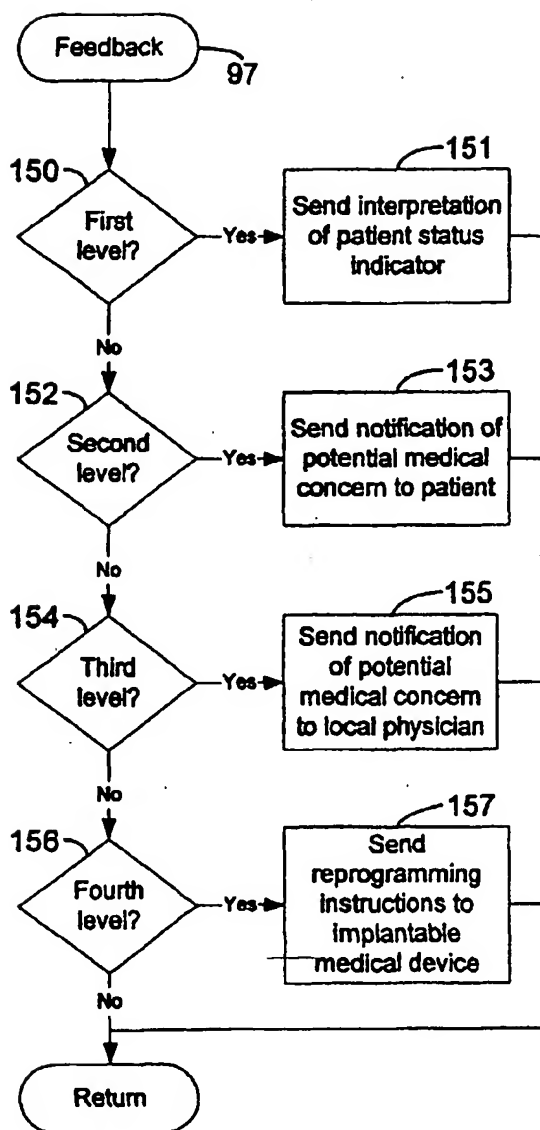 Feedback
97
150
First
level?
Yes
151
Send interpretation
of patient status
indicator
No
152
Second
level?
Yes
153
Send notification of
potential medical
concern to patient
No
154
Third
level?
Yes
155
Send notification
of potential
medical concern
to local physician
No
156
Fourth
level?
Yes
157
Send
reprogramming
instructions to
implantable
medical device
No
Return